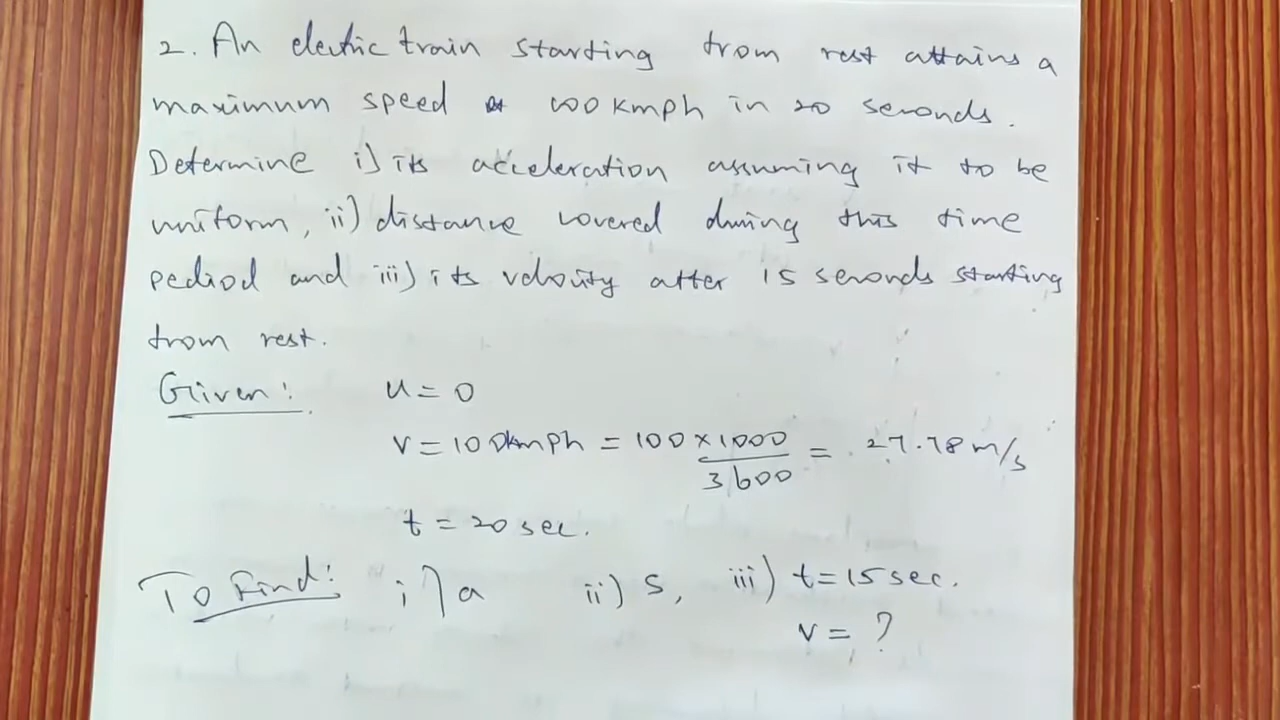 2. An electric train starting from rest attains a
maximum speed of 100 kmph in 20 seconds.
Determine i) its acceleration assuming it to be
uniform, ii) distance covered during this time
pediod and iii) its velocity after 15 seconds starting
from rest.
Given: u = 0
v = 100kmph = 100 x 1000 / 3600 = 27.78 m/s
t = 20 sec.
To Find: i) a ii) S, iii) t = 15 sec.
v = ?